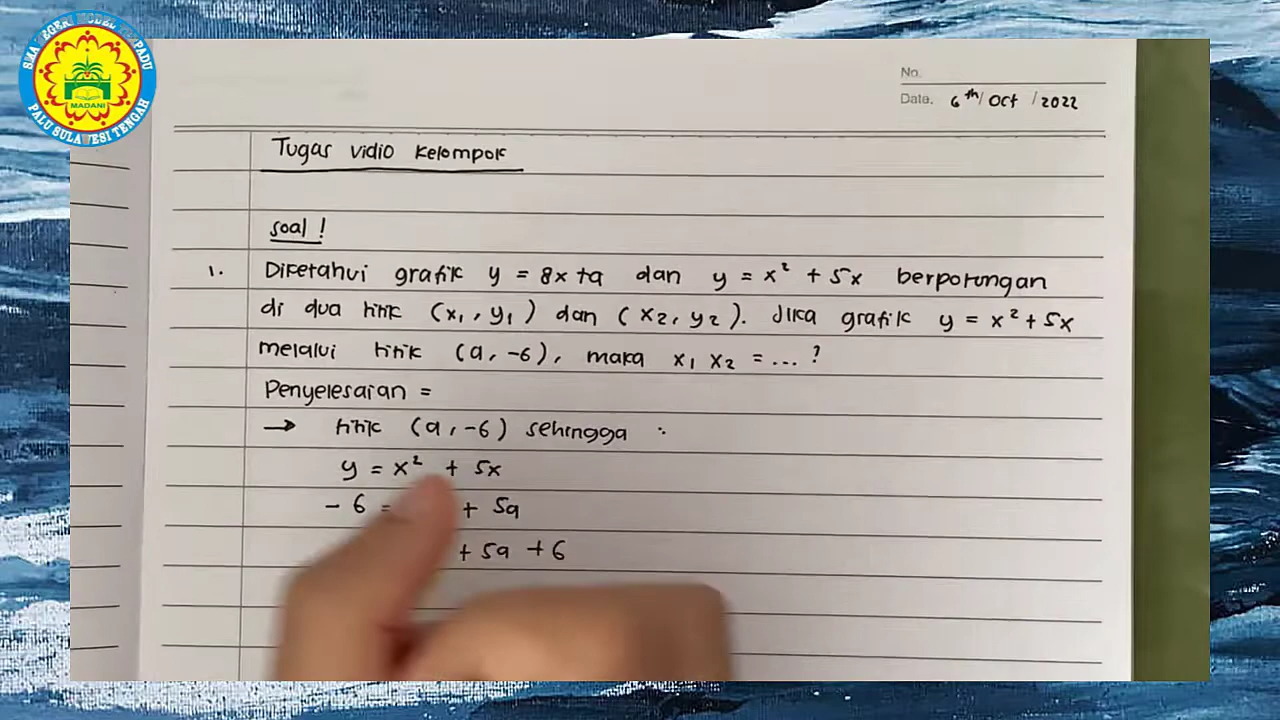 SMA NEGERI MODEL TERPADU
MADANI
PALU SULAWESI TENGAH
No.
Date. 6th/ Oct /2022
Tugas vidio kelompok
soal!
1. Diketahui grafik y = 8x+a dan y = x² + 5x berpotongan
di dua titik (x₁, y₁) dan (x₂, y₂). Jika grafik y = x²+5x
melalui titik (a, -6), maka x₁ x₂ = ... ?
Penyelesaian =
→ titik (a, -6) sehingga :
y = x² + 5x
- 6 = + 5a
+ 5a + 6